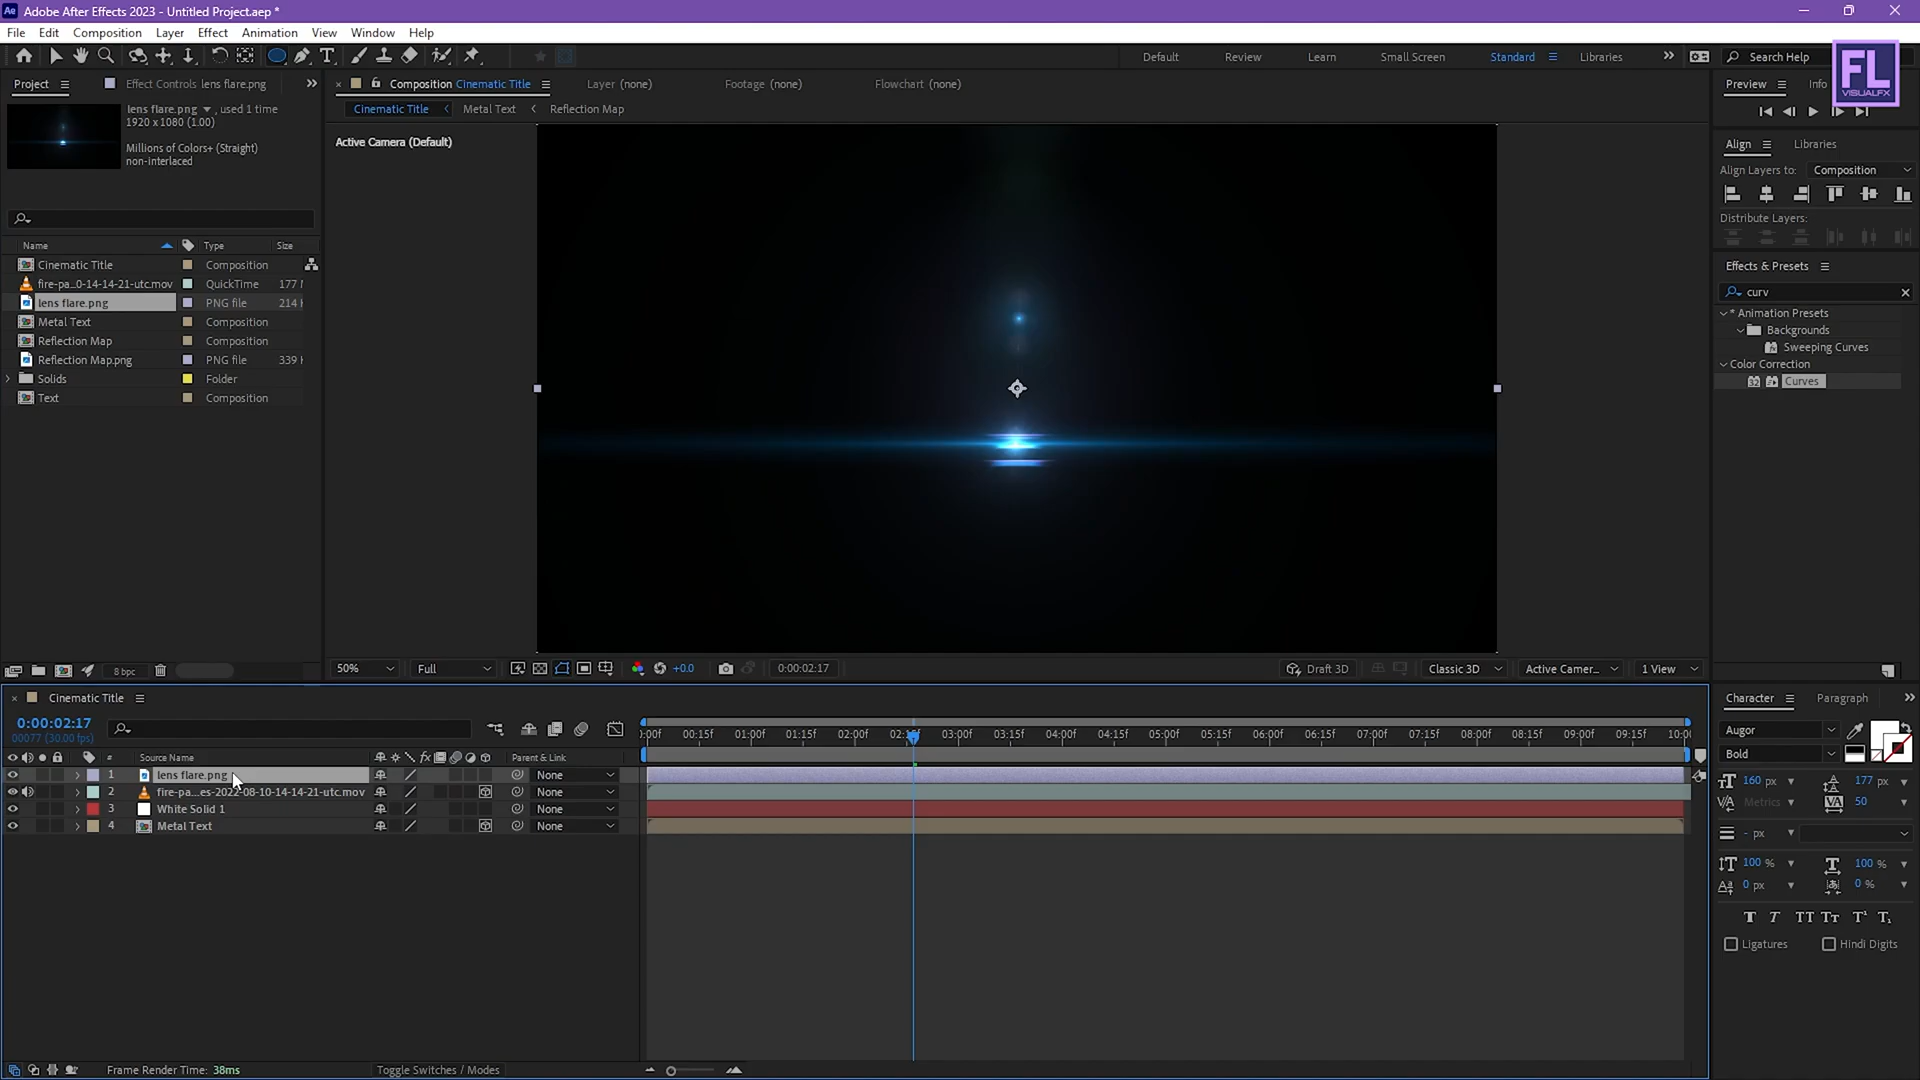 Adobe After Effects 2023 - Untitled Project.aep *
File Edit Composition Layer Effect Animation View Window Help
Default Review Learn Small Screen Standard Libraries Search Help
FL
VISUALFX
Project Effect Controls lens flare.png
Composition Cinematic Title Layer (none) Footage (none) Flowchart (none)
Preview Info
lens flare.png , used 1 time
1920 x 1080 (1.00)
Millions of Colors+ (Straight)
non-interlaced
Cinematic Title Metal Text Reflection Map
Active Camera (Default)
Align Libraries
Align Layers to: Composition
Distribute Layers:
Name Type Size
Cinematic Title Composition
fire-pa...0-14-14-21-utc.mov QuickTime 177
lens flare.png PNG file 214
Metal Text Composition
Reflection Map Composition
Reflection Map.png PNG file 339
Solids Folder
Text Composition
Effects & Presets
curv
* Animation Presets
Backgrounds
Sweeping Curves
Color Correction
Curves
8 bpc
50% Full +0.0 0:00:02:17 Draft 3D Classic 3D Active Camer... 1 View
Cinematic Title
0:00:02:17
00077 (30.00 fps)
:00f 00:15f 01:00f 01:15f 02:00f 03:00f 03:15f 04:00f 04:15f 05:00f 05:15f 06:00f 06:15f 07:00f 07:15f 08:00f 08:15f 09:00f 09:15f
# Source Name Parent & Link
1 lens flare.png None
2 fire-pa...es-2022-08-10-14-14-21-utc.mov None
3 White Solid 1 None
4 Metal Text None
Frame Render Time: 38ms
Toggle Switches / Modes
Character Paragraph
Augor
Bold
160 px 177 px
Metrics 50
- px
100 % 100 %
0 px 0 %
Ligatures Hindi Digits